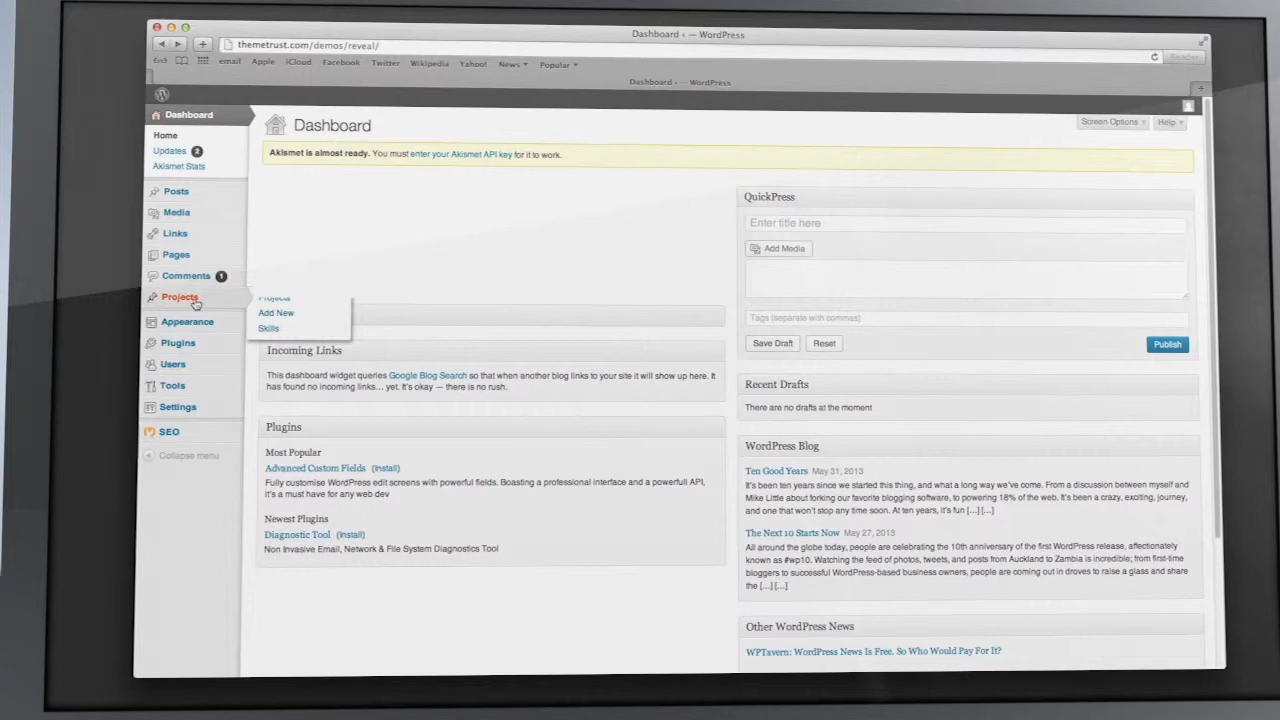 Dashboard ‹ — WordPress
themetrust.com/demos/reveal/
email Apple iCloud Facebook Twitter Wikipedia Yahoo! News Popular
Reader
Dashboard ‹ — WordPress
Dashboard
Home
Updates 2
Akismet Stats
Posts
Media
Links
Pages
Comments 1
Projects
Appearance
Plugins
Users
Tools
Settings
SEO
Collapse menu
Projects
Add New
Skills
Dashboard
Screen Options
Help
Akismet is almost ready. You must enter your Akismet API key for it to work.
Incoming Links
This dashboard widget queries Google Blog Search so that when another blog links to your site it will show up here. It
has found no incoming links… yet. It's okay — there is no rush.
Plugins
Most Popular
Advanced Custom Fields (Install)
Fully customise WordPress edit screens with powerful fields. Boasting a professional interface and a powerfull API,
it's a must have for any web dev
Newest Plugins
Diagnostic Tool (Install)
Non Invasive Email, Network & File System Diagnostics Tool
QuickPress
Enter title here
Add Media
Tags (separate with commas)
Save Draft
Reset
Publish
Recent Drafts
There are no drafts at the moment
WordPress Blog
Ten Good Years May 31, 2013
It's been ten years since we started this thing, and what a long way we've come. From a discussion between myself and
Mike Little about forking our favorite blogging software, to powering 18% of the web. It's been a crazy, exciting, journey,
and one that won't stop any time soon. At ten years, it's fun […] […]
The Next 10 Starts Now May 27, 2013
All around the globe today, people are celebrating the 10th anniversary of the first WordPress release, affectionately
known as #wp10. Watching the feed of photos, tweets, and posts from Auckland to Zambia is incredible; from first-time
bloggers to successful WordPress-based business owners, people are coming out in droves to raise a glass and share
the […] […]
Other WordPress News
WPTavern: WordPress News Is Free. So Who Would Pay For It?